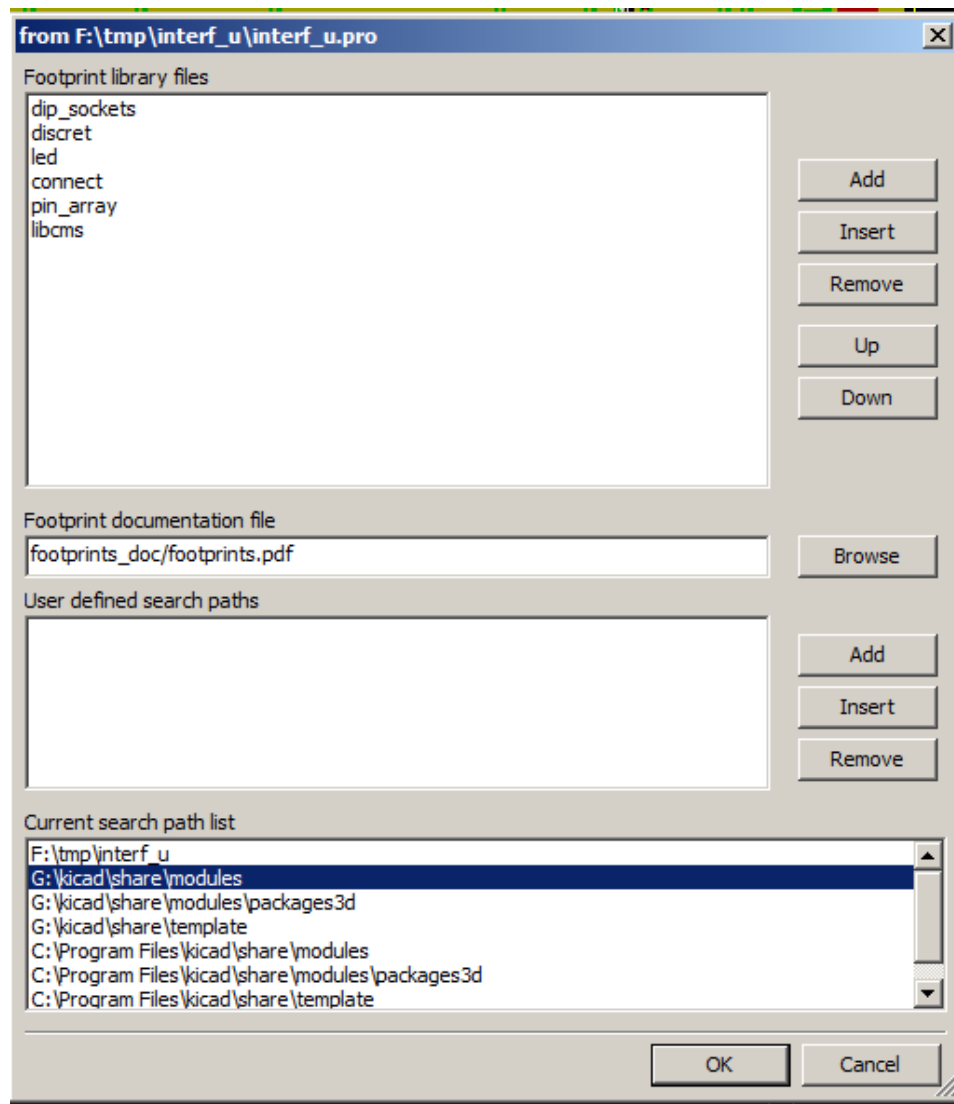 from F:\tmp\interf_u\interf_u.pro
Footprint library files
dip_sockets
discret
led
connect
pin_array
libcms
Add
Insert
Remove
Up
Down
Footprint documentation file
footprints_doc/footprints.pdf
Browse
User defined search paths
Add
Insert
Remove
Current search path list
F:\tmp\interf_u
G:\kicad\share\modules
G:\kicad\share\modules\packages3d
G:\kicad\share\template
C:\Program Files\kicad\share\modules
C:\Program Files\kicad\share\modules\packages3d
C:\Program Files\kicad\share\template
OK
Cancel